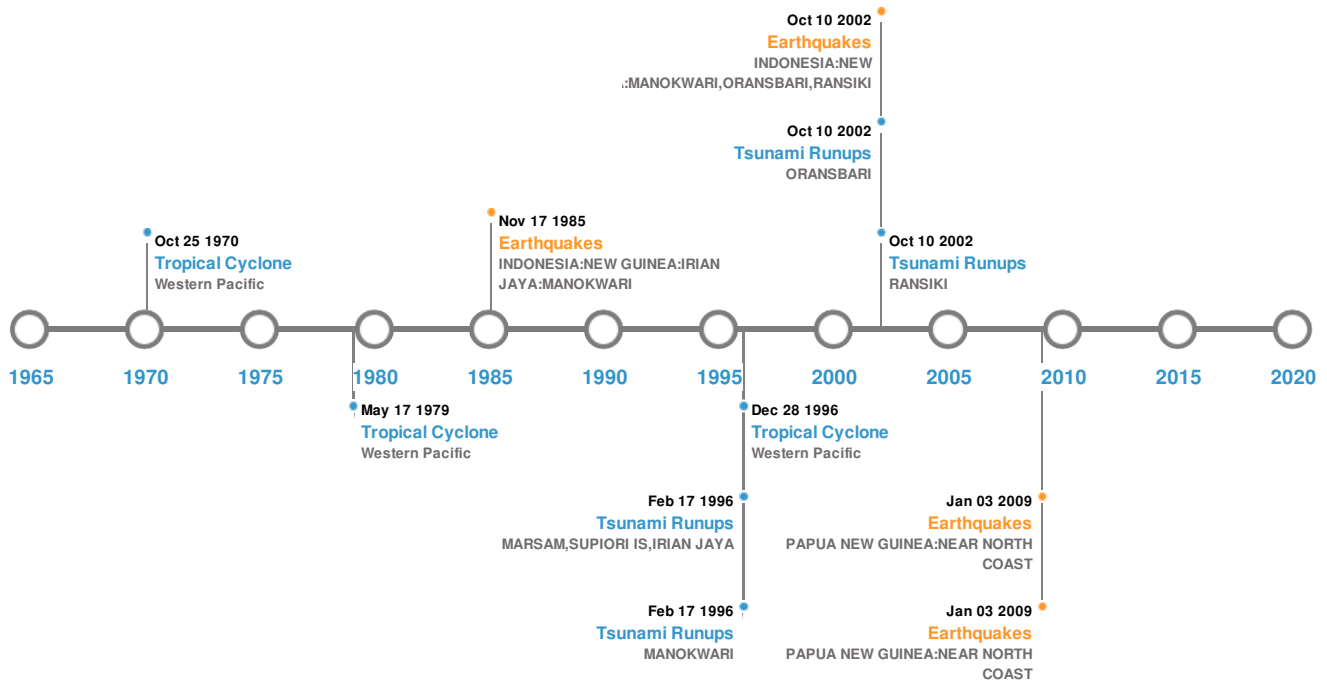 Oct 10 2002
Earthquakes
INDONESIA:NEW
:MANOKWARI,ORANSBARI,RANSIKI
Oct 10 2002
Tsunami Runups
ORANSBARI
Oct 25 1970
Tropical Cyclone
Western Pacific
Nov 17 1985
Earthquakes
INDONESIA:NEW GUINEA:IRIAN
JAYA:MANOKWARI
Oct 10 2002
Tsunami Runups
RANSIKI
1965 1970 1975 1980 1985 1990 1995 2000 2005 2010 2015 2020
May 17 1979
Tropical Cyclone
Western Pacific
Dec 28 1996
Tropical Cyclone
Western Pacific
Feb 17 1996
Tsunami Runups
MARSAM,SUPIORI IS,IRIAN JAYA
Jan 03 2009
Earthquakes
PAPUA NEW GUINEA:NEAR NORTH
COAST
Feb 17 1996
Tsunami Runups
MANOKWARI
Jan 03 2009
Earthquakes
PAPUA NEW GUINEA:NEAR NORTH
COAST